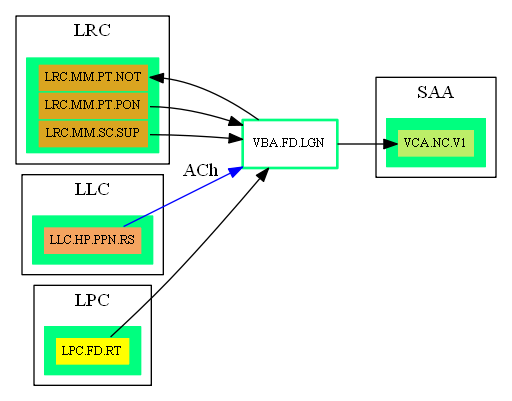 LRC
LRC.MM.PT.NOT
LRC.MM.PT.PON
LRC.MM.SC.SUP
LLC
LLC.HP.PPN.RS
LPC
LPC.FD.RT
ACh
VBA.FD.LGN
SAA
VCA.NC.V1